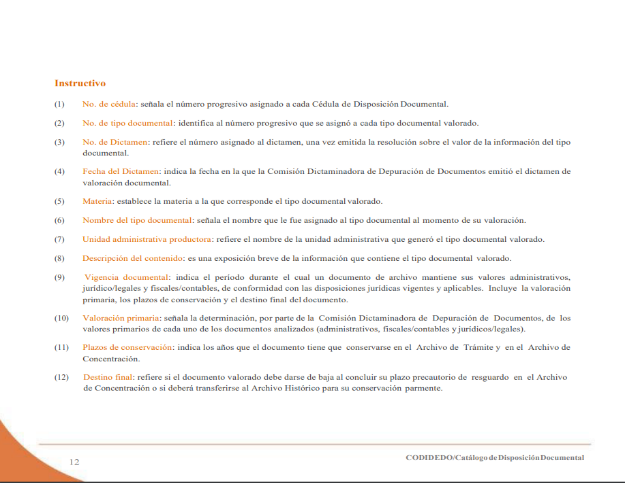 Instructivo
(1) No. de cédula: señala el número progresivo asignado a cada Cédula de Disposición Documental.
(2) No. de tipo documental: identifica al número progresivo que se asignó a cada tipo documental valorado.
(3) No. de Dictamen: refiere el número asignado al dictamen, una vez emitida la resolución sobre el valor de la información del tipo
documental.
(4) Fecha del Dictamen: indica la fecha en la que la Comisión Dictaminadora de Depuración de Documentos emitió el dictamen de
valoración documental.
(5) Materia: establece la materia a la que corresponde el tipo documental valorado.
(6) Nombre del tipo documental: señala el nombre que le fue asignado al tipo documental al momento de su valoración.
(7) Unidad administrativa productora: refiere el nombre de la unidad administrativa que generó el tipo documental valorado.
(8) Descripción del contenido: es una exposición breve de la información que contiene el tipo documental valorado.
(9) Vigencia documental: indica el período durante el cual un documento de archivo mantiene sus valores administrativos,
jurídico/legales y fiscales/contables, de conformidad con las disposiciones jurídicas vigentes y aplicables. Incluye la valoración
primaria, los plazos de conservación y el destino final del documento.
(10) Valoración primaria: señala la determinación, por parte de la Comisión Dictaminadora de Depuración de Documentos, de los
valores primarios de cada uno de los documentos analizados (administrativos, fiscales/contables y jurídicos/legales).
(11) Plazos de conservación: indica los años que el documento tiene que conservarse en el Archivo de Trámite y en el Archivo de
Concentración.
(12) Destino final: refiere si el documento valorado debe darse de baja al concluir su plazo precautorio de resguardo en el Archivo
de Concentración o si deberá transferirse al Archivo Histórico para su conservación parmente.
12
CODIDEDO/Catálogo de Disposición Documental